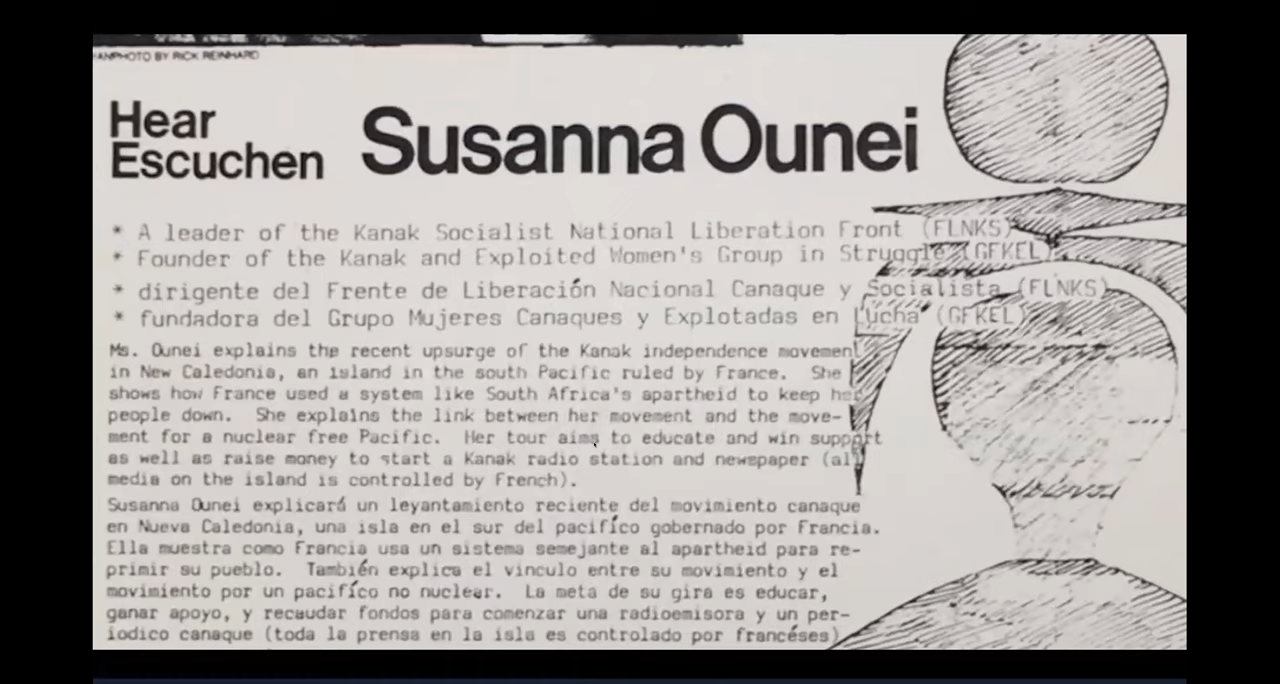 PHOTO BY RICK REINHARD
Hear
Escuchen
Susanna Ounei
* A leader of the Kanak Socialist National Liberation Front (FLNKS)
* Founder of the Kanak and Exploited Women's Group in Struggle (GFKEL)
* dirigente del Frente de Liberación Nacional Canaque y Socialista (FLNKS)
* fundadora del Grupo Mujeres Canaques y Explotadas en Lucha (GFKEL)
Ms. Ounei explains the recent upsurge of the Kanak independence movement
in New Caledonia, an island in the south Pacific ruled by France. She
shows how France used a system like South Africa's apartheid to keep her
people down. She explains the link between her movement and the move-
ment for a nuclear free Pacific. Her tour aims to educate and win support
as well as raise money to start a Kanak radio station and newspaper (all
media on the island is controlled by French).
Susanna Ounei explicará un levantamiento reciente del movimiento canaque
en Nueva Caledonia, una isla en el sur del pacifíco gobernado por Francia.
Ella muestra como Francia usa un sistema semejante al apartheid para re-
primir su pueblo. También explica el vinculo entre su movimiento y el
movimiento por un pacifíco no nuclear. La meta de su gira es educar,
ganar apoyo, y recaudar fondos para comenzar una radioemisora y un per-
iodico canaque (toda la prensa en la isla es controlado por francéses)